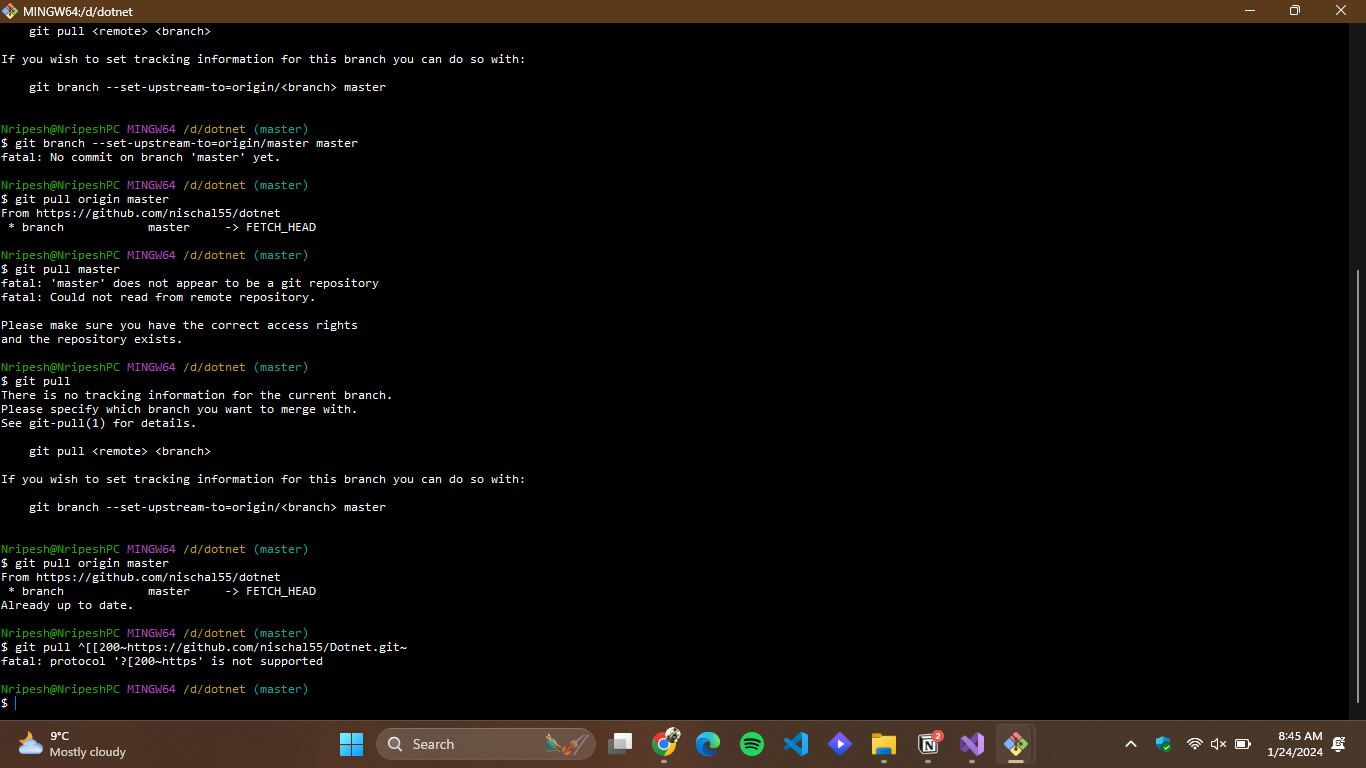 MINGW64:/d/dotnet
git pull <remote> <branch>
If you wish to set tracking information for this branch you can do so with:
git branch --set-upstream-to=origin/<branch> master
Nripesh@NripeshPC MINGW64 /d/dotnet (master)
$ git branch --set-upstream-to=origin/master master
fatal: No commit on branch 'master' yet.
Nripesh@NripeshPC MINGW64 /d/dotnet (master)
$ git pull origin master
From https://github.com/nischal55/dotnet
* branch            master     -> FETCH_HEAD
Nripesh@NripeshPC MINGW64 /d/dotnet (master)
$ git pull master
fatal: 'master' does not appear to be a git repository
fatal: Could not read from remote repository.
Please make sure you have the correct access rights
and the repository exists.
Nripesh@NripeshPC MINGW64 /d/dotnet (master)
$ git pull
There is no tracking information for the current branch.
Please specify which branch you want to merge with.
See git-pull(1) for details.
git pull <remote> <branch>
If you wish to set tracking information for this branch you can do so with:
git branch --set-upstream-to=origin/<branch> master
Nripesh@NripeshPC MINGW64 /d/dotnet (master)
$ git pull origin master
From https://github.com/nischal55/dotnet
* branch            master     -> FETCH_HEAD
Already up to date.
Nripesh@NripeshPC MINGW64 /d/dotnet (master)
$ git pull ^[[200~https://github.com/nischal55/Dotnet.git~
fatal: protocol '?[200~https' is not supported
Nripesh@NripeshPC MINGW64 /d/dotnet (master)
$
9°C
Mostly cloudy
Search
2
8:45 AM
1/24/2024